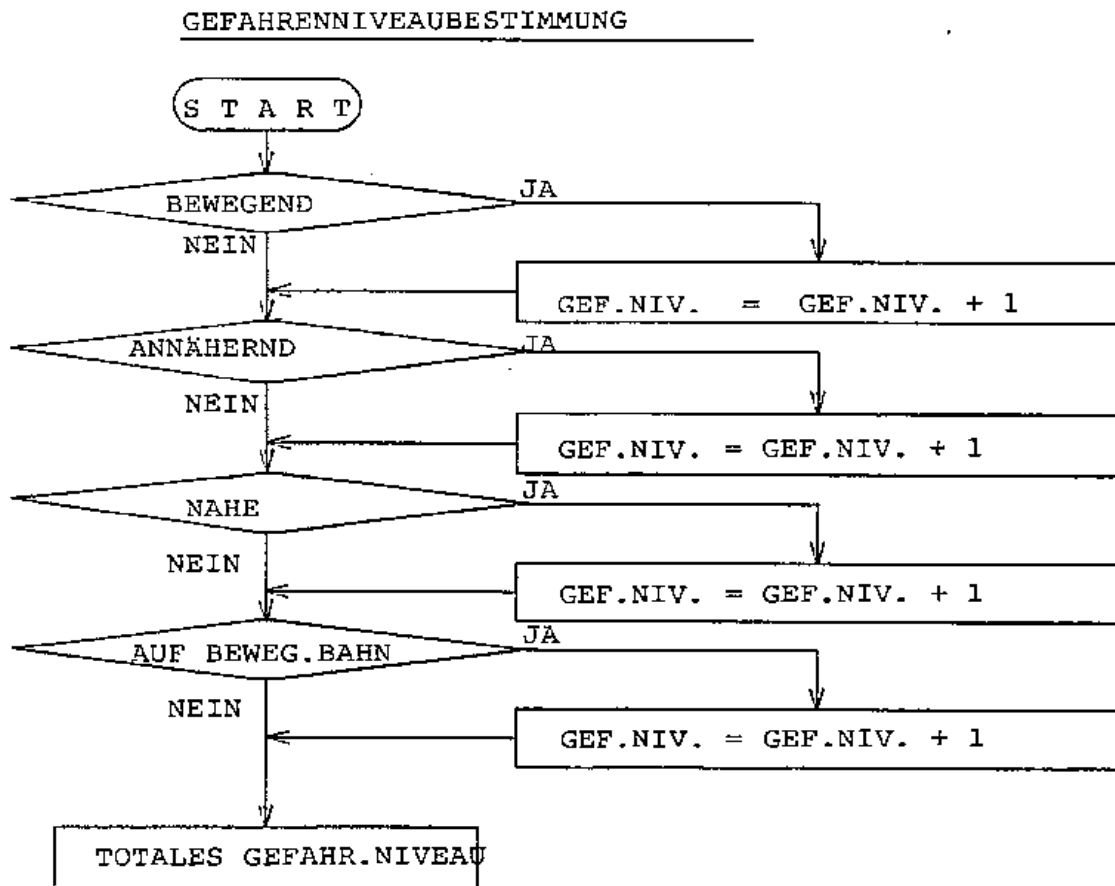 GEFAHRENNIVEAUBESTIMMUNG
S T A R T
JA
BEWEGEND
NEIN
GEF.NIV. = GEF.NIV. + 1
JA
ANNÄHERND
NEIN
GEF.NIV. = GEF.NIV. + 1
JA
NAHE
NEIN
GEF.NIV. = GEF.NIV. + 1
JA
AUF BEWEG.BAHN
NEIN
GEF.NIV. = GEF.NIV. + 1
TOTALES GEFAHR.NIVEAU